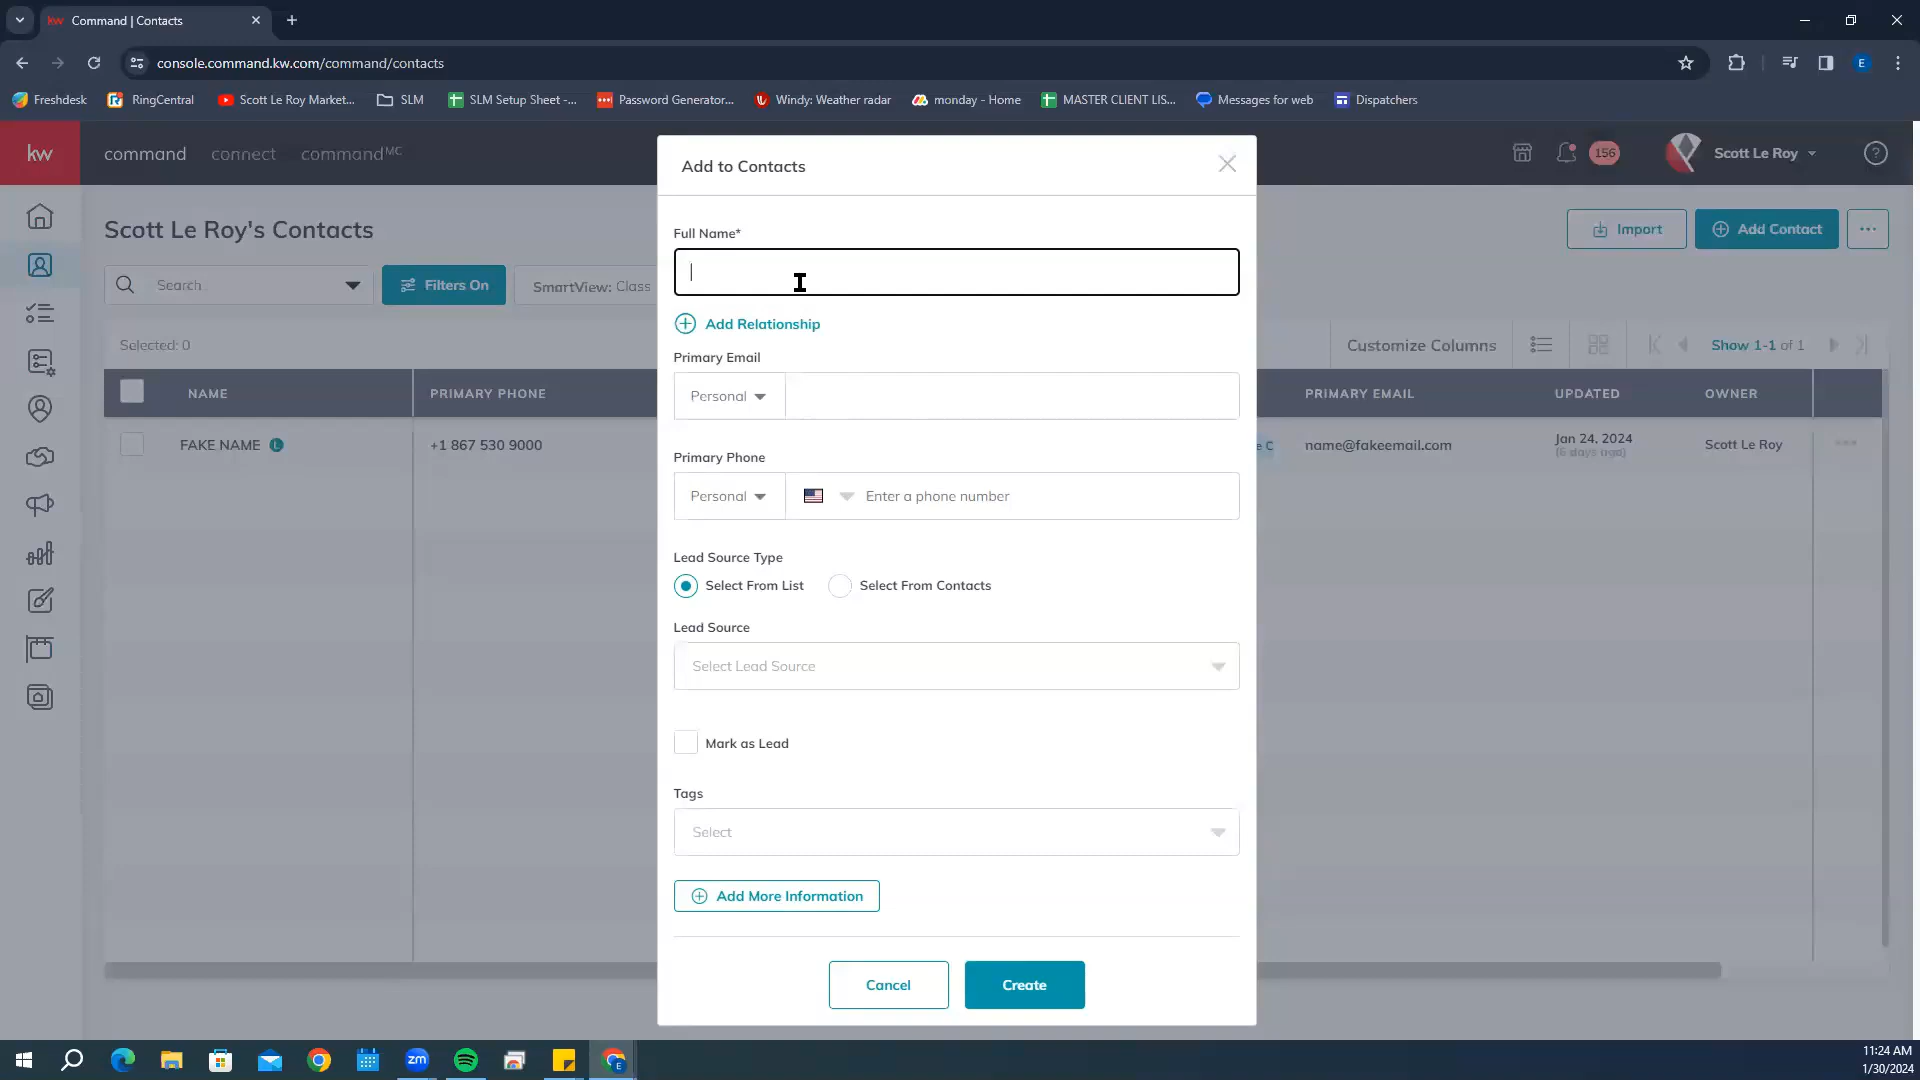 kw Command | Contacts
console.command.kw.com/command/contacts
E
Freshdesk
RingCentral
Scott Le Roy Market...
SLM
SLM Setup Sheet -...
Password Generator...
Windy: Weather radar
monday - Home
MASTER CLIENT LIS...
Messages for web
Dispatchers
kw
command
connect
commandMC
156
Scott Le Roy
?
Scott Le Roy's Contacts
Import
Add Contact
...
Search
Filters On
SmartView: Class
Selected: 0
Customize Columns
Show 1-1 of 1
NAME
PRIMARY PHONE
PRIMARY EMAIL
UPDATED
OWNER
FAKE NAME L
+1 867 530 9000
e C
name@fakeemail.com
Jan 24, 2024
(6 days ago)
Scott Le Roy
Add to Contacts
Full Name*
Add Relationship
Primary Email
Personal
Primary Phone
Personal
Enter a phone number
Lead Source Type
Select From List
Select From Contacts
Lead Source
Select Lead Source
Mark as Lead
Tags
Select
Add More Information
Cancel
Create
zm
E
11:24 AM
1/30/2024